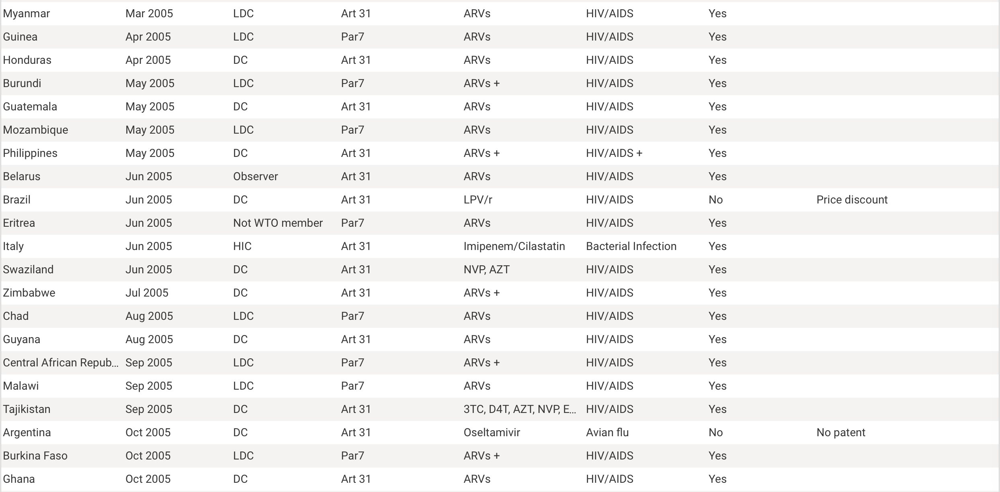 Myanmar Mar 2005 LDC Art 31 ARVs HIV/AIDS Yes
Guinea Apr 2005 LDC Par7 ARVs HIV/AIDS Yes
Honduras Apr 2005 DC Art 31 ARVs HIV/AIDS Yes
Burundi May 2005 LDC Par7 ARVs + HIV/AIDS Yes
Guatemala May 2005 DC Art 31 ARVs HIV/AIDS Yes
Mozambique May 2005 LDC Par7 ARVs HIV/AIDS Yes
Philippines May 2005 DC Art 31 ARVs + HIV/AIDS + Yes
Belarus Jun 2005 Observer Art 31 ARVs HIV/AIDS Yes
Brazil Jun 2005 DC Art 31 LPV/r HIV/AIDS No Price discount
Eritrea Jun 2005 Not WTO member Par7 ARVs HIV/AIDS Yes
Italy Jun 2005 HIC Art 31 Imipenem/Cilastatin Bacterial Infection Yes
Swaziland Jun 2005 DC Art 31 NVP, AZT HIV/AIDS Yes
Zimbabwe Jul 2005 DC Art 31 ARVs + HIV/AIDS Yes
Chad Aug 2005 LDC Par7 ARVs HIV/AIDS Yes
Guyana Aug 2005 DC Art 31 ARVs HIV/AIDS Yes
Central African Repub... Sep 2005 LDC Par7 ARVs + HIV/AIDS Yes
Malawi Sep 2005 LDC Par7 ARVs HIV/AIDS Yes
Tajikistan Sep 2005 DC Art 31 3TC, D4T, AZT, NVP, E... HIV/AIDS Yes
Argentina Oct 2005 DC Art 31 Oseltamivir Avian flu No No patent
Burkina Faso Oct 2005 LDC Par7 ARVs + HIV/AIDS Yes
Ghana Oct 2005 DC Art 31 ARVs HIV/AIDS Yes